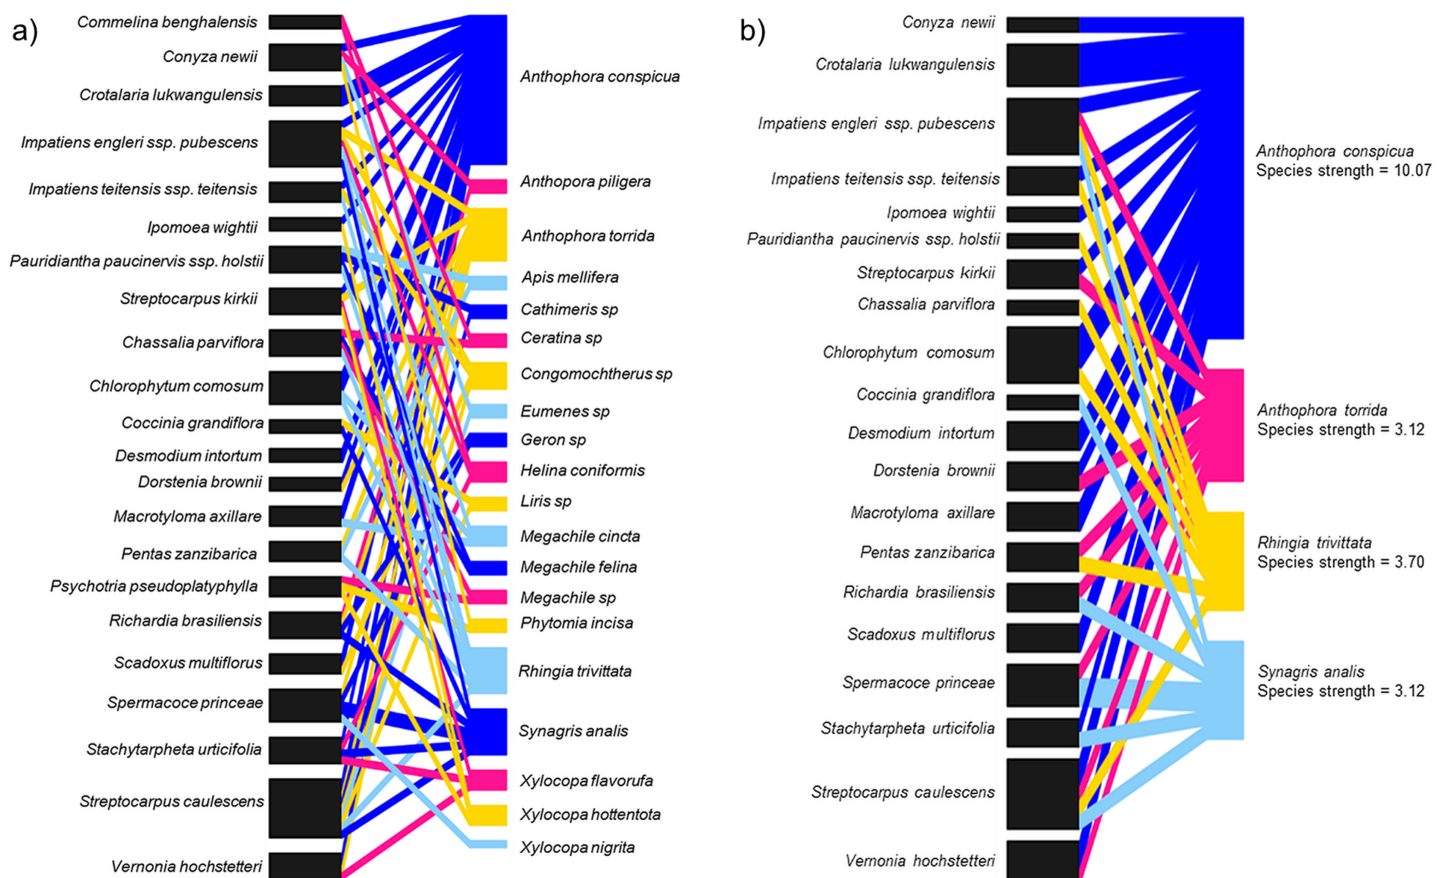 a)
Commelina benghalensis
Conyza newii
Crotalaria lukwangulensis
Impatiens engleri ssp. pubescens
Impatiens teitensis ssp. teitensis
Ipomoea wightii
Pauridiantha paucinervis ssp. holstii
Streptocarpus kirkii
Chassalia parviflora
Chlorophytum comosum
Coccinia grandiflora
Desmodium intortum
Dorstenia brownii
Macrotyloma axillare
Pentas zanzibarica
Psychotria pseudoplatyphylla
Richardia brasiliensis
Scadoxus multiflorus
Spermacoce princeae
Stachytarpheta urticifolia
Streptocarpus caulescens
Vernonia hochstetteri
Anthophora conspicua
Anthopora piligera
Anthophora torrida
Apis mellifera
Cathimeris sp
Ceratina sp
Congomochtherus sp
Eumenes sp
Geron sp
Helina coniformis
Liris sp
Megachile cincta
Megachile felina
Megachile sp
Phytomia incisa
Rhingia trivittata
Synagris analis
Xylocopa flavorufa
Xylocopa hottentota
Xylocopa nigrita
b)
Conyza newii
Crotalaria lukwangulensis
Impatiens engleri ssp. pubescens
Impatiens teitensis ssp. teitensis
Ipomoea wightii
Pauridiantha paucinervis ssp. holstii
Streptocarpus kirkii
Chassalia parviflora
Chlorophytum comosum
Coccinia grandiflora
Desmodium intortum
Dorstenia brownii
Macrotyloma axillare
Pentas zanzibarica
Richardia brasiliensis
Scadoxus multiflorus
Spermacoce princeae
Stachytarpheta urticifolia
Streptocarpus caulescens
Vernonia hochstetteri
Anthophora conspicua
Species strength = 10.07
Anthophora torrida
Species strength = 3.12
Rhingia trivittata
Species strength = 3.70
Synagris analis
Species strength = 3.12